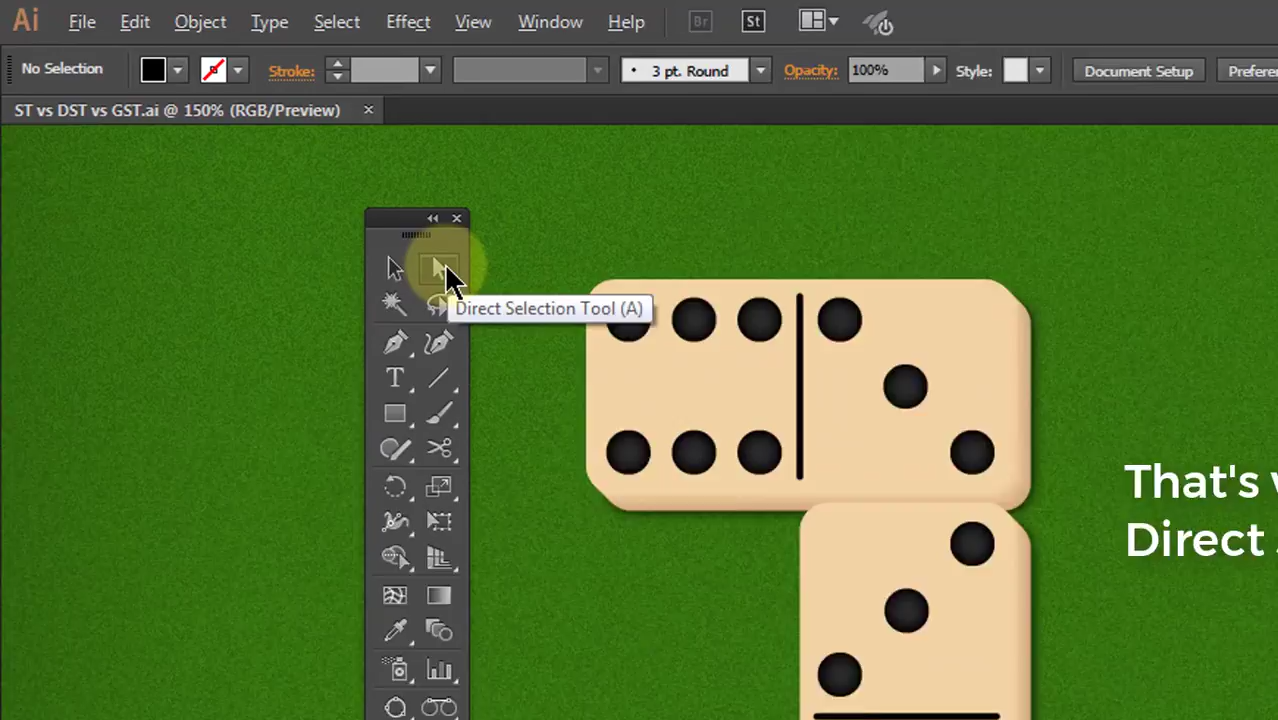 Ai File Edit Object Type Select Effect View Window Help Br St
No Selection Stroke: 3 pt. Round Opacity: 100% Style: Document Setup Prefere
ST vs DST vs GST.ai @ 150% (RGB/Preview)
Direct Selection Tool (A)
That's
Direct